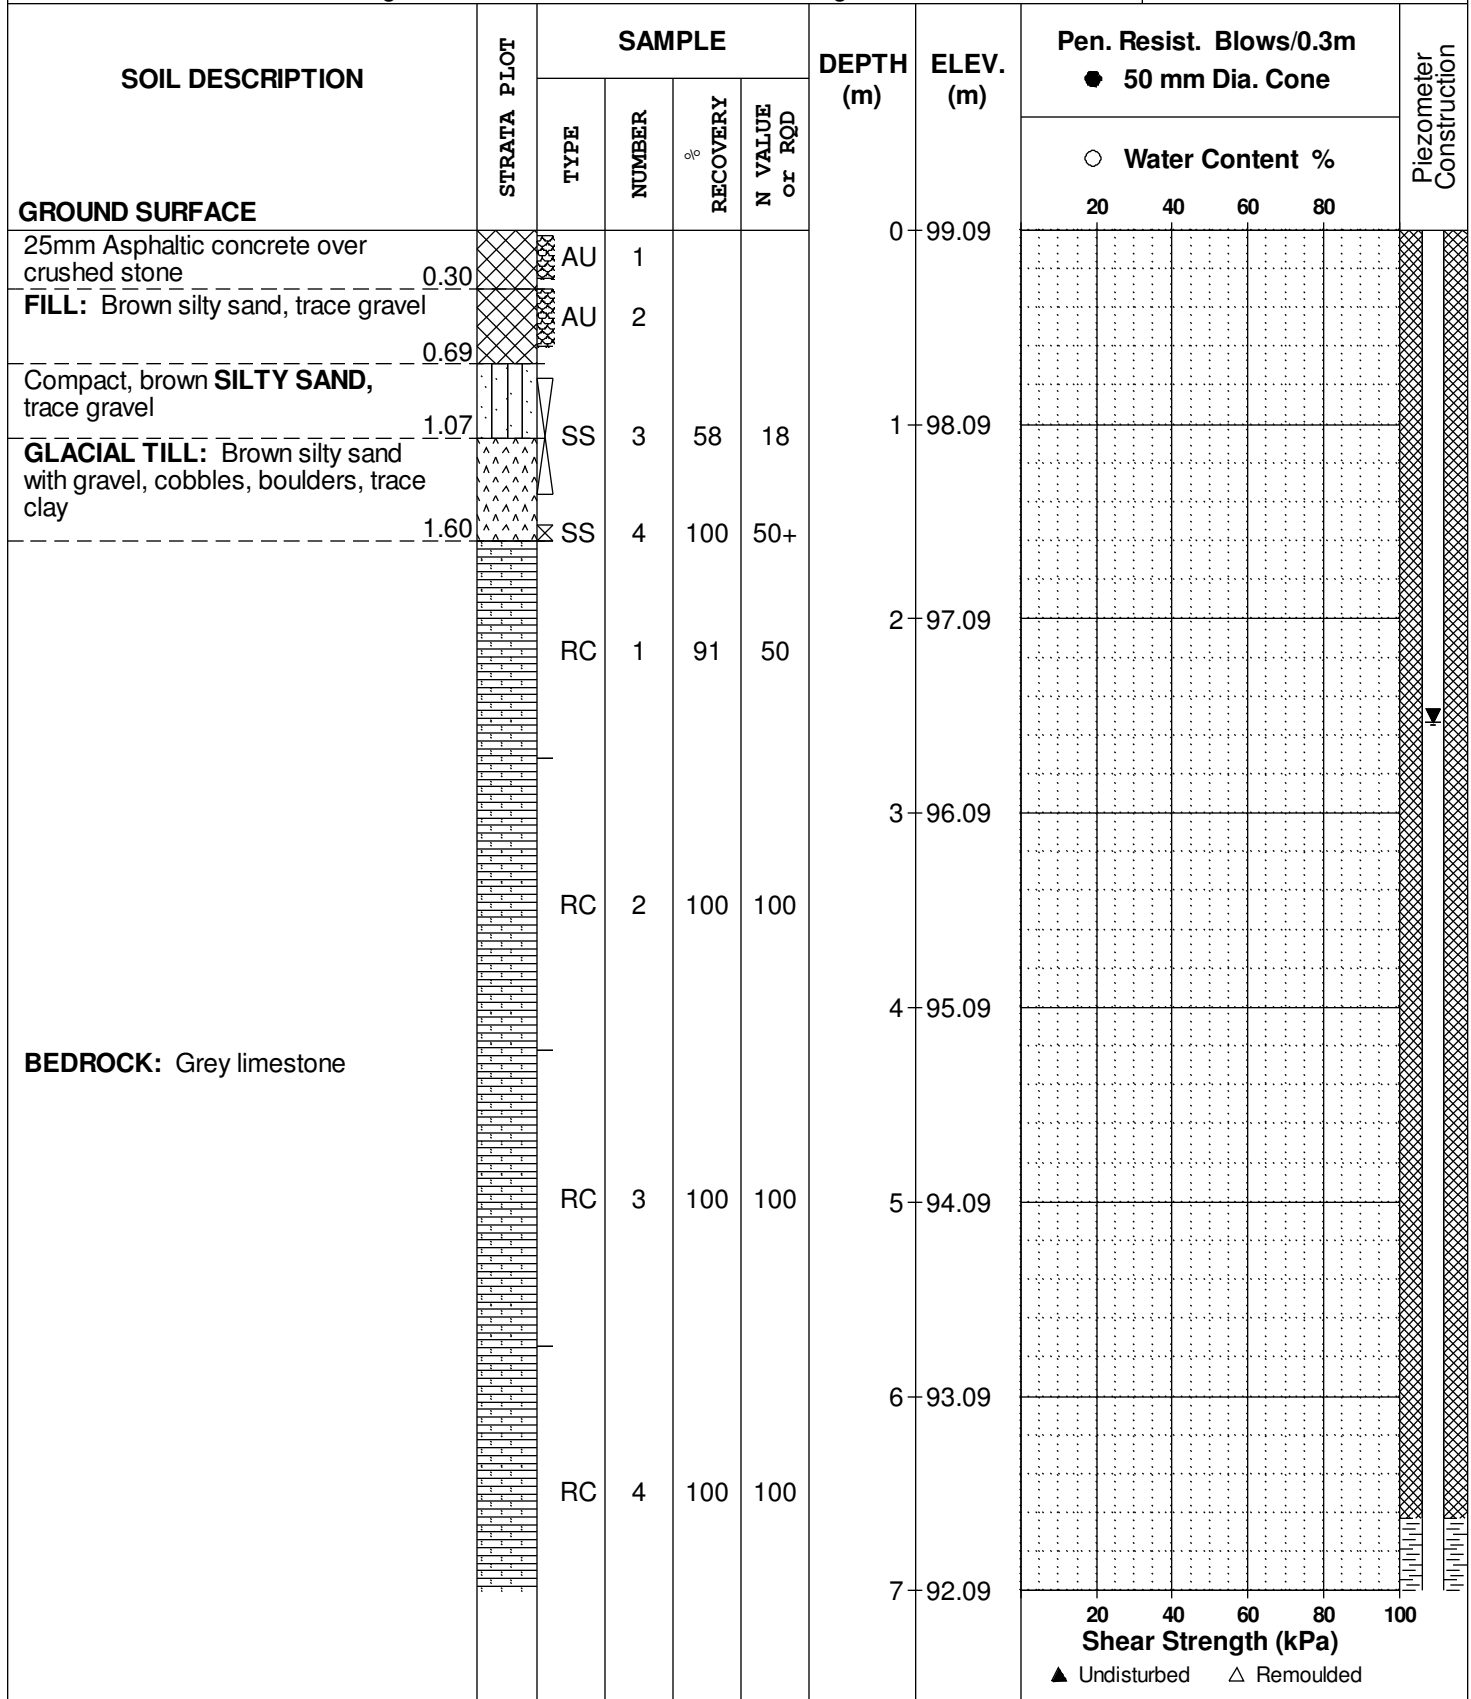 SOIL DESCRIPTION
GROUND SURFACE
STRATA PLOT
SAMPLE
TYPE
NUMBER
%
RECOVERY
N VALUE
or RQD
DEPTH
(m)
ELEV.
(m)
Pen. Resist. Blows/0.3m
● 50 mm Dia. Cone
○ Water Content %
20 40 60 80
Piezometer
Construction
25mm Asphaltic concrete over
crushed stone 0.30
AU 1
0 99.09
FILL: Brown silty sand, trace gravel
0.69
AU 2
Compact, brown SILTY SAND,
trace gravel
1.07
SS 3 58 18
1 98.09
GLACIAL TILL: Brown silty sand
with gravel, cobbles, boulders, trace
clay
1.60
SS 4 100 50+
2 97.09
RC 1 91 50
3 96.09
RC 2 100 100
4 95.09
BEDROCK: Grey limestone
RC 3 100 100
5 94.09
6 93.09
RC 4 100 100
7 92.09
20 40 60 80 100
Shear Strength (kPa)
▲ Undisturbed △ Remoulded